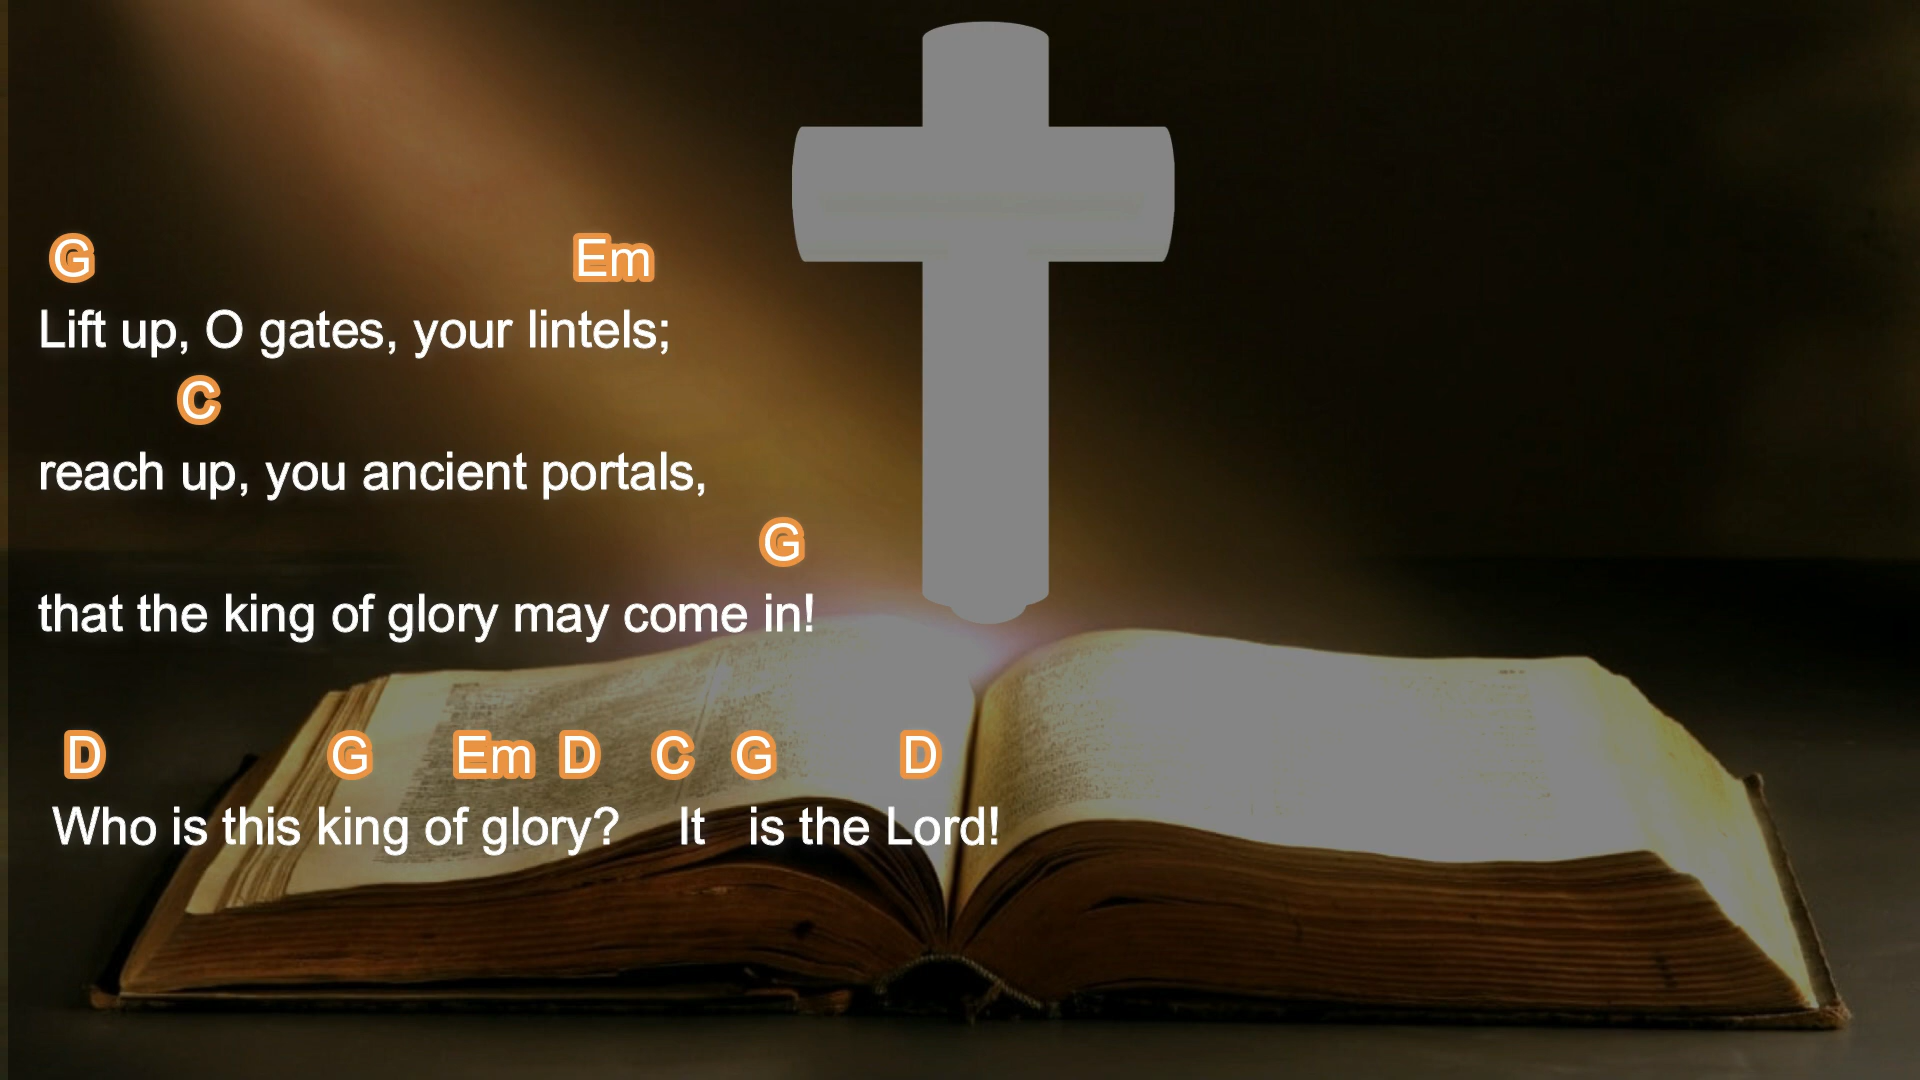 G Em
Lift up, O gates, your lintels;
C
reach up, you ancient portals,
G
that the king of glory may come in!
D G Em D C G D
Who is this king of glory? It is the Lord!